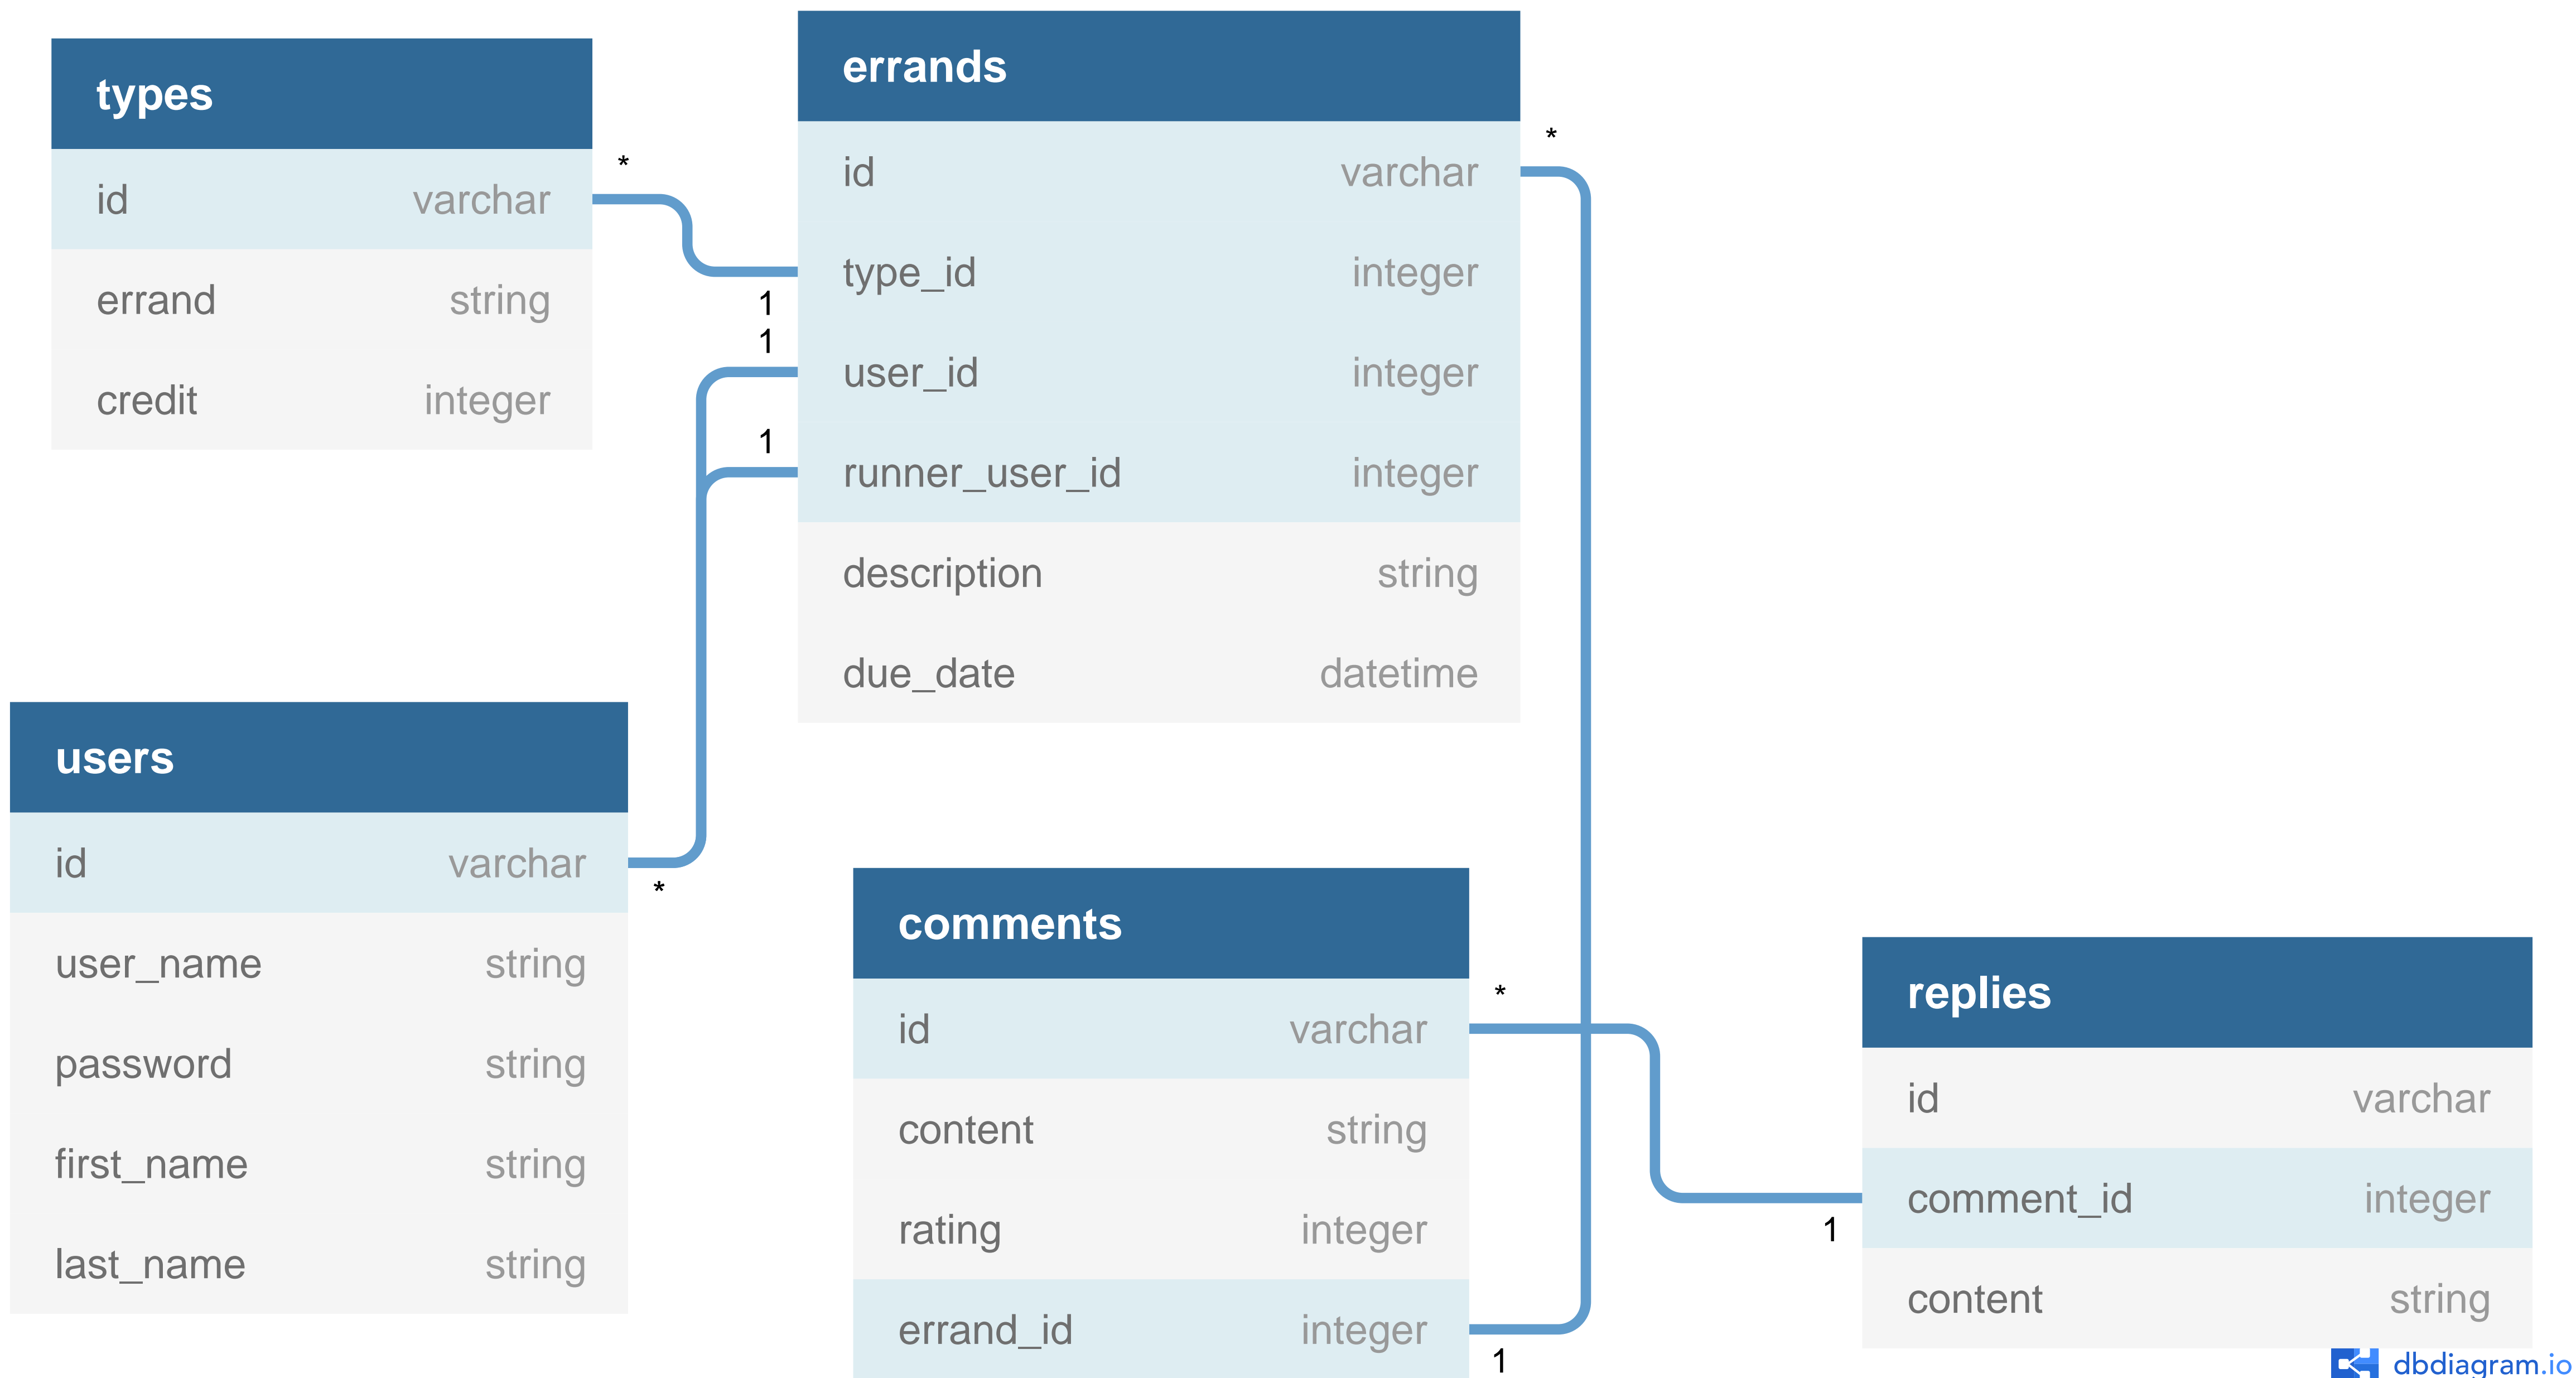 types
id varchar
errand string
credit integer
*
1
1
1
errands
id varchar
type_id integer
user_id integer
runner_user_id integer
description string
due_date datetime
*
users
id varchar
user_name string
password string
first_name string
last_name string
*
comments
id varchar
content string
rating integer
errand_id integer
*
1
1
replies
id varchar
comment_id integer
content string
dbdiagram.io